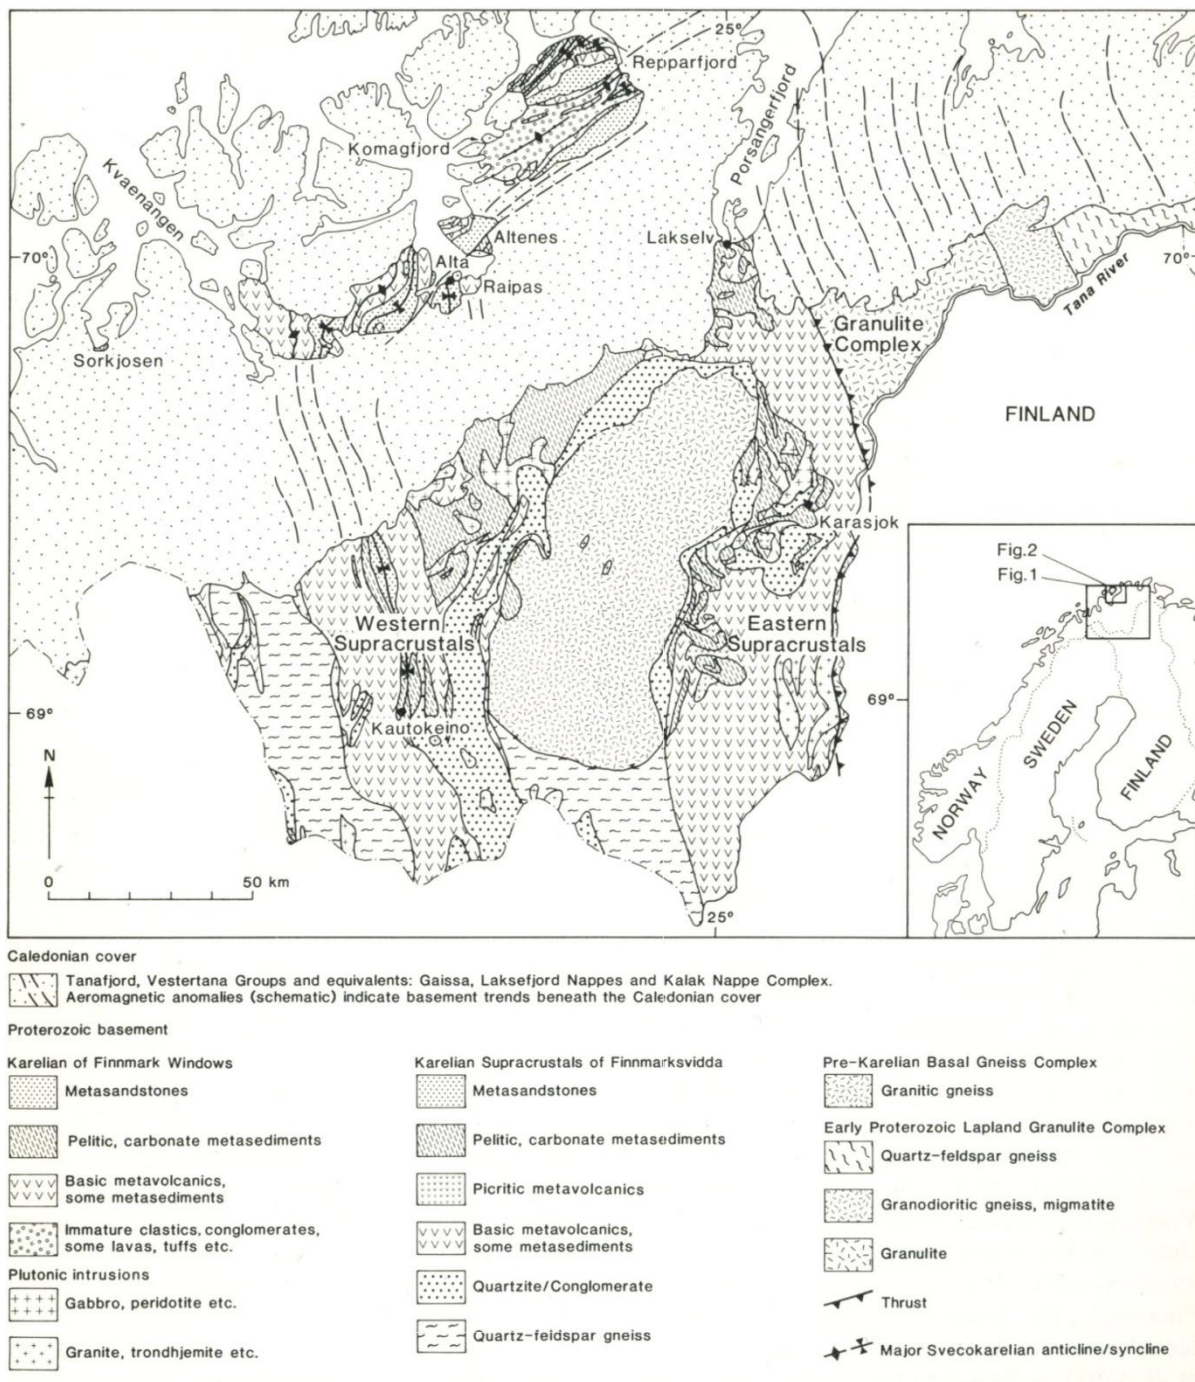 25°
Repparfjord
Porsangerfjord
Komagfjord
Kvaenangen
Altenes
Lakselv
70°
Alta
Raipas
Tana River
70°
Sorkjosen
Granulite
Complex
FINLAND
Karasjok
Fig.2
Fig.1
Western
Supracrustals
Eastern
Supracrustals
69°
69°
Kautokeino
N
SWEDEN
NORWAY
FINLAND
0 50 km
25°
Caledonian cover
Tanafjord, Vestertana Groups and equivalents: Gaissa, Laksefjord Nappes and Kalak Nappe Complex.
Aeromagnetic anomalies (schematic) indicate basement trends beneath the Caledonian cover
Proterozoic basement
Karelian of Finnmark Windows
Metasandstones
Pelitic, carbonate metasediments
Basic metavolcanics,
some metasediments
Immature clastics, conglomerates,
some lavas, tuffs etc.
Plutonic intrusions
Gabbro, peridotite etc.
Granite, trondhjemite etc.
Karelian Supracrustals of Finnmarksvidda
Metasandstones
Pelitic, carbonate metasediments
Picritic metavolcanics
Basic metavolcanics,
some metasediments
Quartzite/Conglomerate
Quartz-feldspar gneiss
Pre-Karelian Basal Gneiss Complex
Granitic gneiss
Early Proterozoic Lapland Granulite Complex
Quartz-feldspar gneiss
Granodioritic gneiss, migmatite
Granulite
Thrust
Major Svecokarelian anticline/syncline